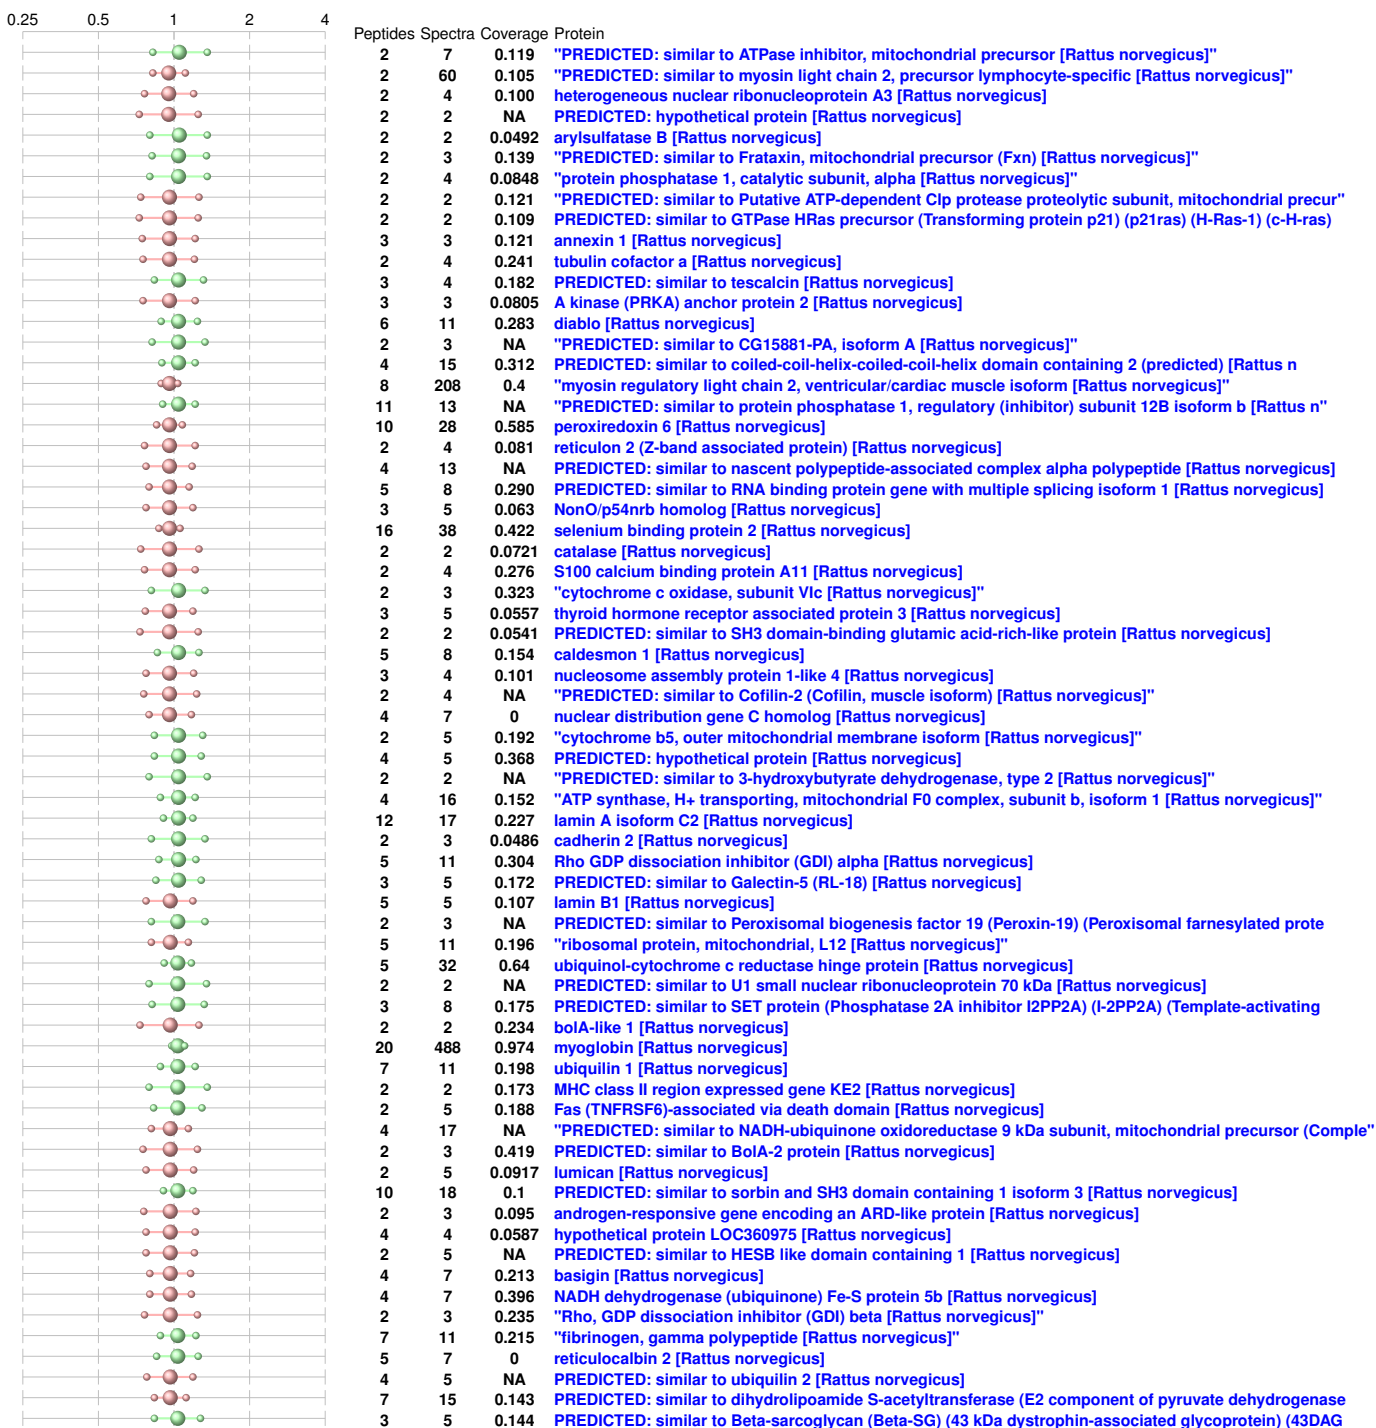 0.25 0.5 1 2 4
Peptides Spectra Coverage Protein
2 7 0.119 "PREDICTED: similar to ATPase inhibitor, mitochondrial precursor [Rattus norvegicus]"
2 60 0.105 "PREDICTED: similar to myosin light chain 2, precursor lymphocyte-specific [Rattus norvegicus]"
2 4 0.100 heterogeneous nuclear ribonucleoprotein A3 [Rattus norvegicus]
2 2 NA PREDICTED: hypothetical protein [Rattus norvegicus]
2 2 0.0492 arylsulfatase B [Rattus norvegicus]
2 3 0.139 "PREDICTED: similar to Frataxin, mitochondrial precursor (Fxn) [Rattus norvegicus]"
2 4 0.0848 "protein phosphatase 1, catalytic subunit, alpha [Rattus norvegicus]"
2 2 0.121 "PREDICTED: similar to Putative ATP-dependent Clp protease proteolytic subunit, mitochondrial precur"
2 2 0.109 PREDICTED: similar to GTPase HRas precursor (Transforming protein p21) (p21ras) (H-Ras-1) (c-H-ras)
3 3 0.121 annexin 1 [Rattus norvegicus]
2 4 0.241 tubulin cofactor a [Rattus norvegicus]
3 4 0.182 PREDICTED: similar to tescalcin [Rattus norvegicus]
3 3 0.0805 A kinase (PRKA) anchor protein 2 [Rattus norvegicus]
6 11 0.283 diablo [Rattus norvegicus]
2 3 NA "PREDICTED: similar to CG15881-PA, isoform A [Rattus norvegicus]"
4 15 0.312 PREDICTED: similar to coiled-coil-helix-coiled-coil-helix domain containing 2 (predicted) [Rattus n
8 208 0.4 "myosin regulatory light chain 2, ventricular/cardiac muscle isoform [Rattus norvegicus]"
11 13 NA "PREDICTED: similar to protein phosphatase 1, regulatory (inhibitor) subunit 12B isoform b [Rattus n"
10 28 0.585 peroxiredoxin 6 [Rattus norvegicus]
2 4 0.081 reticulon 2 (Z-band associated protein) [Rattus norvegicus]
4 13 NA PREDICTED: similar to nascent polypeptide-associated complex alpha polypeptide [Rattus norvegicus]
5 8 0.290 PREDICTED: similar to RNA binding protein gene with multiple splicing isoform 1 [Rattus norvegicus]
3 5 0.063 NonO/p54nrb homolog [Rattus norvegicus]
16 38 0.422 selenium binding protein 2 [Rattus norvegicus]
2 2 0.0721 catalase [Rattus norvegicus]
2 4 0.276 S100 calcium binding protein A11 [Rattus norvegicus]
2 3 0.323 "cytochrome c oxidase, subunit VIc [Rattus norvegicus]"
3 5 0.0557 thyroid hormone receptor associated protein 3 [Rattus norvegicus]
2 2 0.0541 PREDICTED: similar to SH3 domain-binding glutamic acid-rich-like protein [Rattus norvegicus]
5 8 0.154 caldesmon 1 [Rattus norvegicus]
3 4 0.101 nucleosome assembly protein 1-like 4 [Rattus norvegicus]
2 4 NA "PREDICTED: similar to Cofilin-2 (Cofilin, muscle isoform) [Rattus norvegicus]"
4 7 0 nuclear distribution gene C homolog [Rattus norvegicus]
2 5 0.192 "cytochrome b5, outer mitochondrial membrane isoform [Rattus norvegicus]"
4 5 0.368 PREDICTED: hypothetical protein [Rattus norvegicus]
2 2 NA "PREDICTED: similar to 3-hydroxybutyrate dehydrogenase, type 2 [Rattus norvegicus]"
4 16 0.152 "ATP synthase, H+ transporting, mitochondrial F0 complex, subunit b, isoform 1 [Rattus norvegicus]"
12 17 0.227 lamin A isoform C2 [Rattus norvegicus]
2 3 0.0486 cadherin 2 [Rattus norvegicus]
5 11 0.304 Rho GDP dissociation inhibitor (GDI) alpha [Rattus norvegicus]
3 5 0.172 PREDICTED: similar to Galectin-5 (RL-18) [Rattus norvegicus]
5 5 0.107 lamin B1 [Rattus norvegicus]
2 3 NA PREDICTED: similar to Peroxisomal biogenesis factor 19 (Peroxin-19) (Peroxisomal farnesylated prote
5 11 0.196 "ribosomal protein, mitochondrial, L12 [Rattus norvegicus]"
5 32 0.64 ubiquinol-cytochrome c reductase hinge protein [Rattus norvegicus]
2 2 NA PREDICTED: similar to U1 small nuclear ribonucleoprotein 70 kDa [Rattus norvegicus]
3 8 0.175 PREDICTED: similar to SET protein (Phosphatase 2A inhibitor I2PP2A) (I-2PP2A) (Template-activating
2 2 0.234 bolA-like 1 [Rattus norvegicus]
20 488 0.974 myoglobin [Rattus norvegicus]
7 11 0.198 ubiquilin 1 [Rattus norvegicus]
2 2 0.173 MHC class II region expressed gene KE2 [Rattus norvegicus]
2 5 0.188 Fas (TNFRSF6)-associated via death domain [Rattus norvegicus]
4 17 NA "PREDICTED: similar to NADH-ubiquinone oxidoreductase 9 kDa subunit, mitochondrial precursor (Comple"
2 3 0.419 PREDICTED: similar to BolA-2 protein [Rattus norvegicus]
2 5 0.0917 lumican [Rattus norvegicus]
10 18 0.1 PREDICTED: similar to sorbin and SH3 domain containing 1 isoform 3 [Rattus norvegicus]
2 3 0.095 androgen-responsive gene encoding an ARD-like protein [Rattus norvegicus]
4 4 0.0587 hypothetical protein LOC360975 [Rattus norvegicus]
2 5 NA PREDICTED: similar to HESB like domain containing 1 [Rattus norvegicus]
4 7 0.213 basigin [Rattus norvegicus]
4 7 0.396 NADH dehydrogenase (ubiquinone) Fe-S protein 5b [Rattus norvegicus]
2 3 0.235 "Rho, GDP dissociation inhibitor (GDI) beta [Rattus norvegicus]"
7 11 0.215 "fibrinogen, gamma polypeptide [Rattus norvegicus]"
5 7 0 reticulocalbin 2 [Rattus norvegicus]
4 5 NA PREDICTED: similar to ubiquilin 2 [Rattus norvegicus]
7 15 0.143 PREDICTED: similar to dihydrolipoamide S-acetyltransferase (E2 component of pyruvate dehydrogenase
3 5 0.144 PREDICTED: similar to Beta-sarcoglycan (Beta-SG) (43 kDa dystrophin-associated glycoprotein) (43DAG